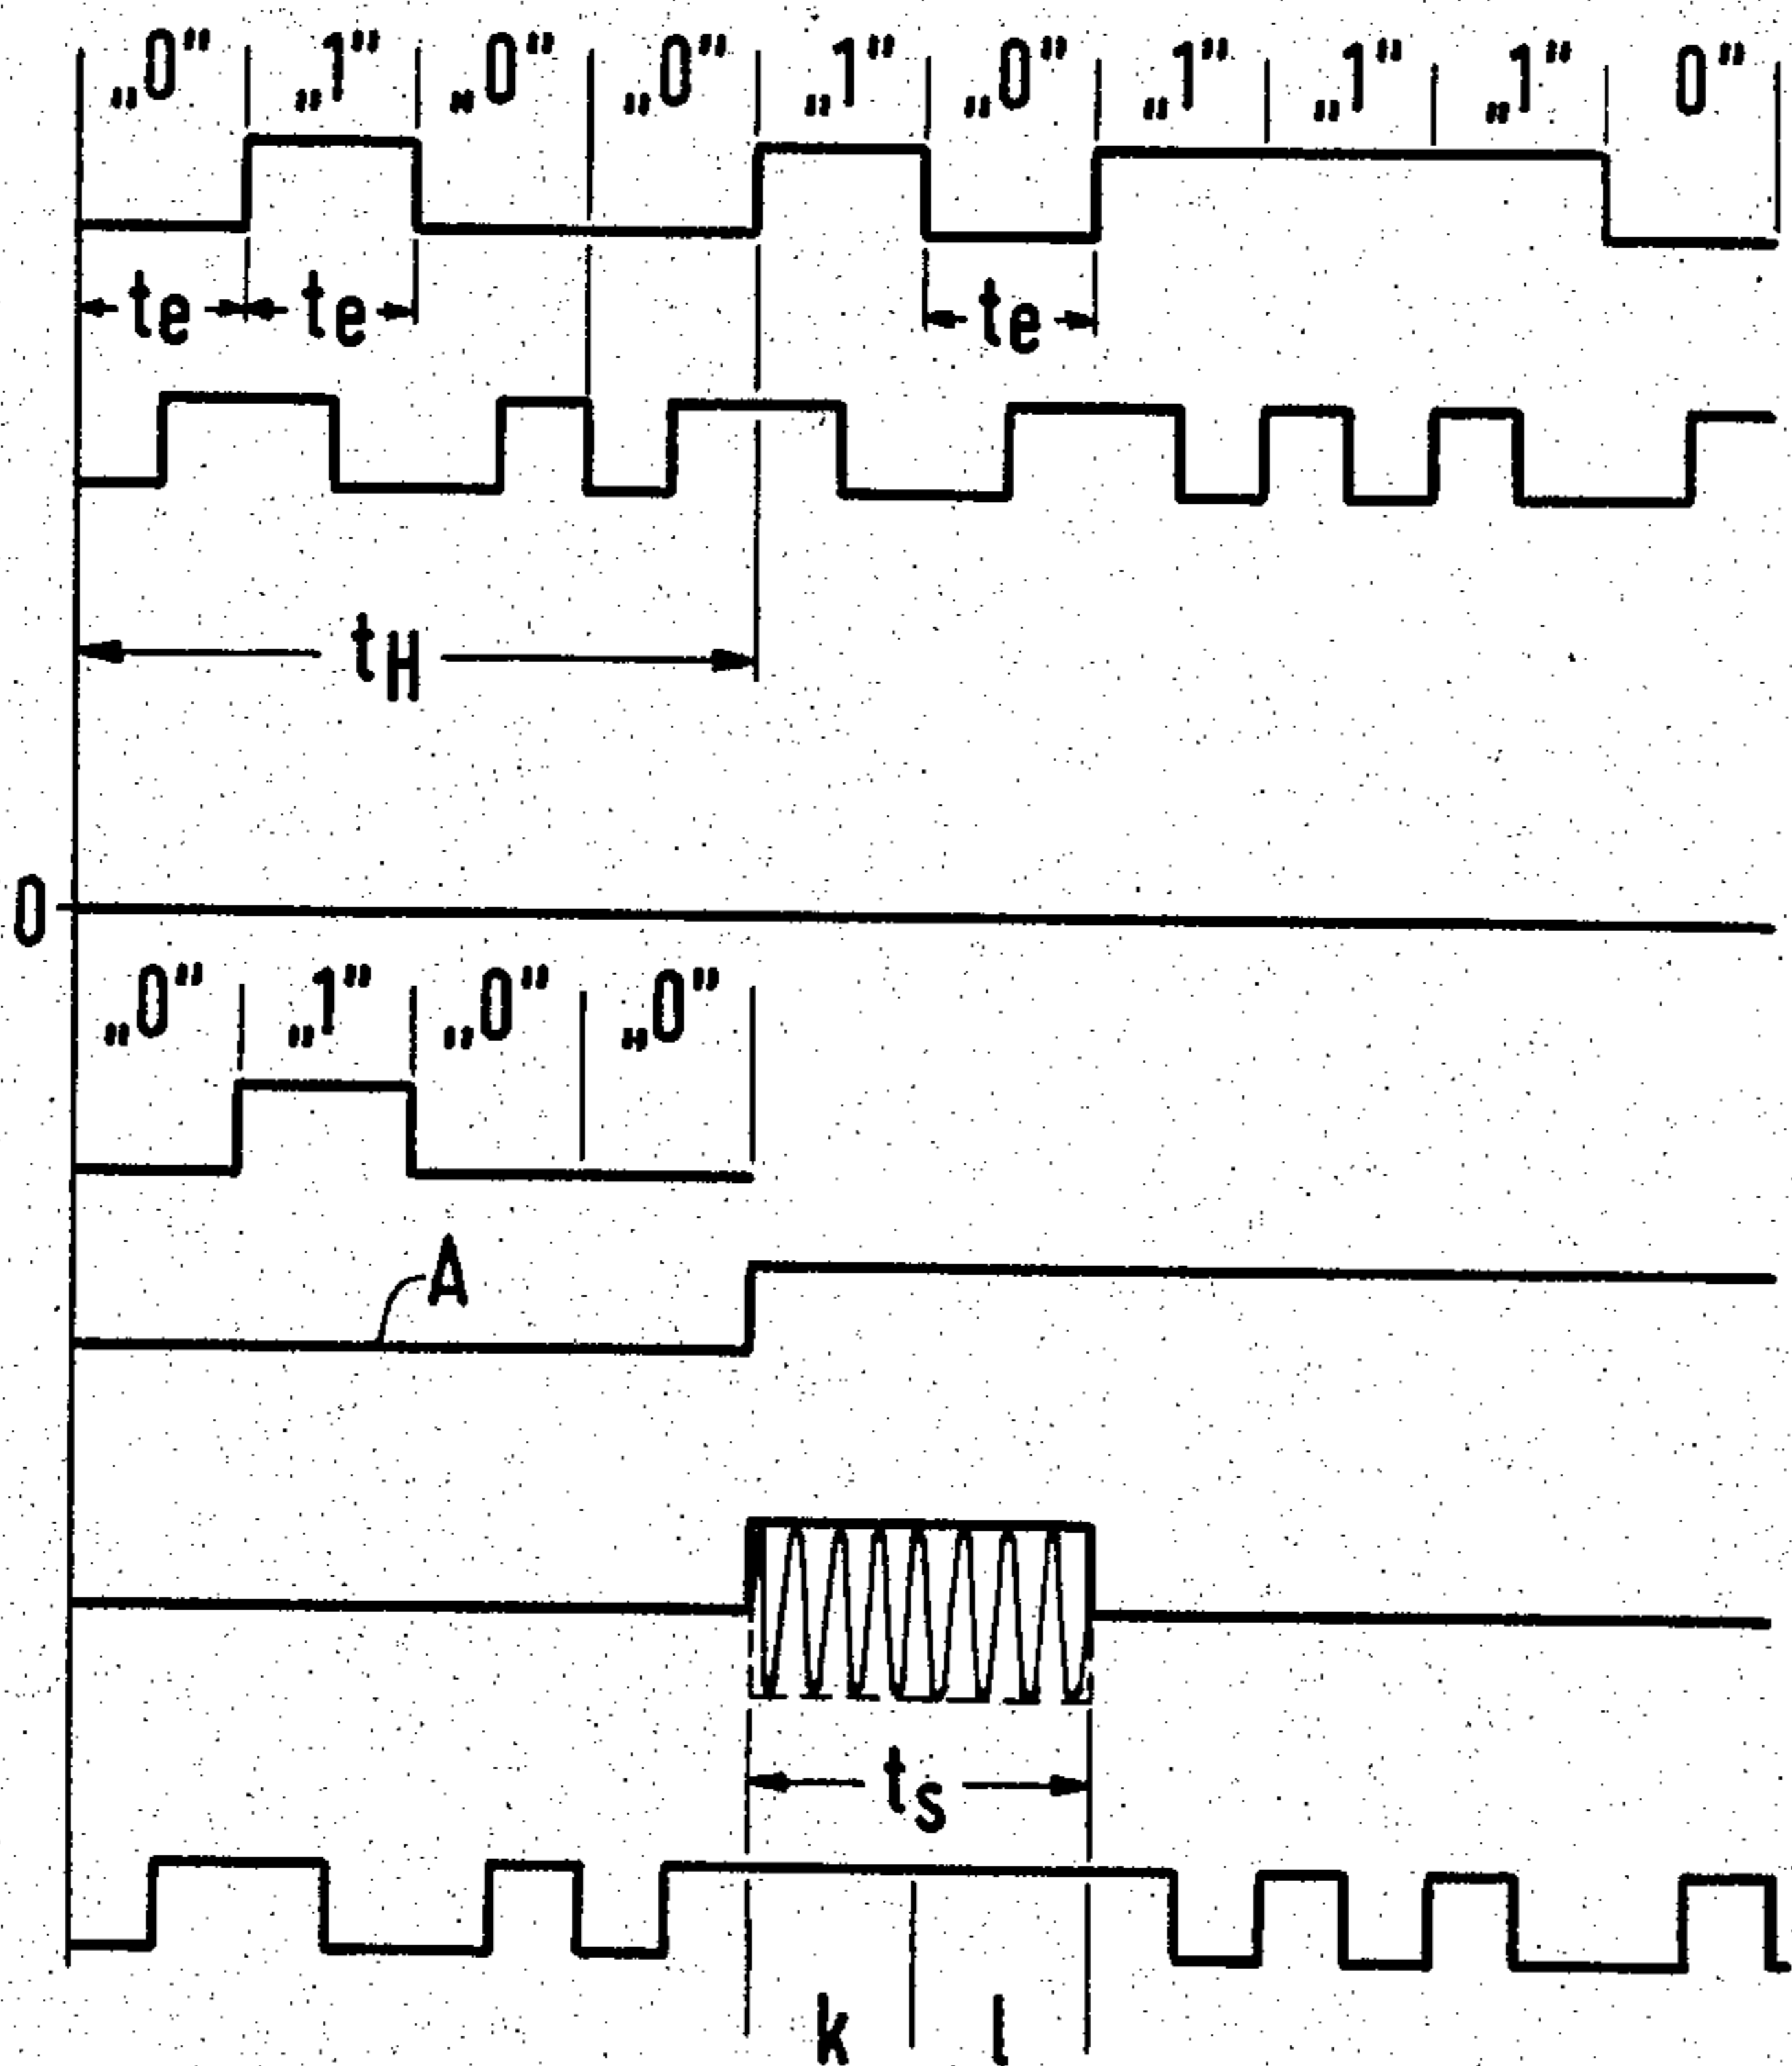 „0" „1" „0" „0" „1" „0" „1" „1" „1" 0"
te te te
tH
0
„0" „1" „0" „0"
A
ts
k l